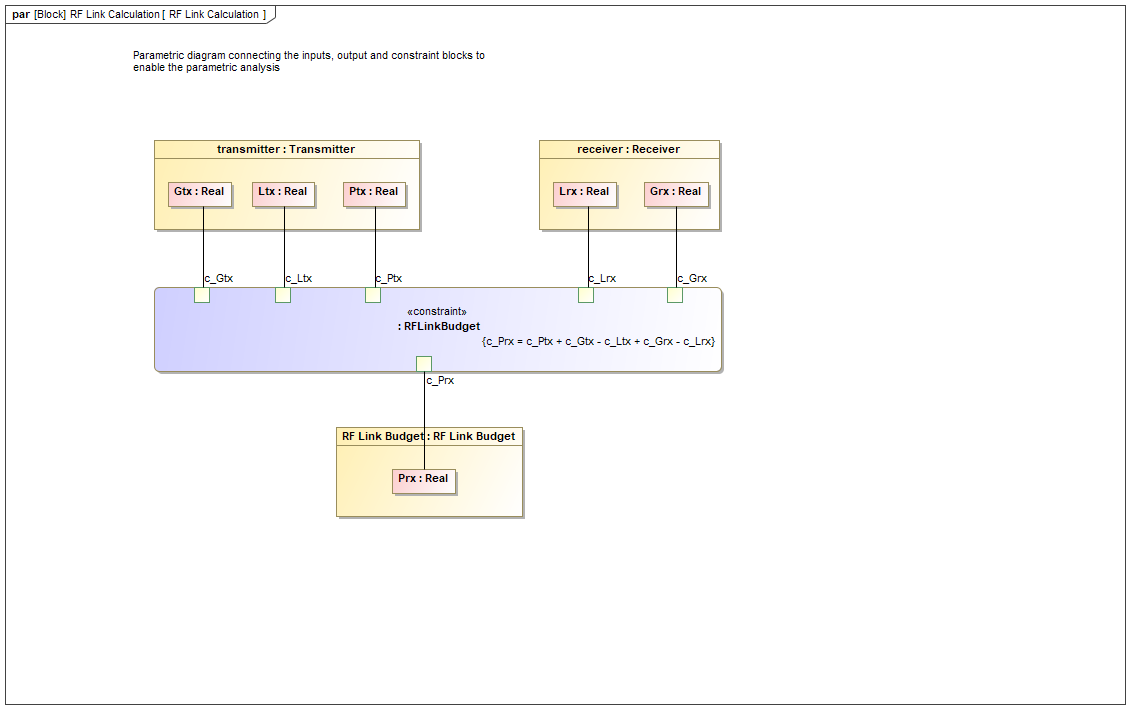 par [Block] RF Link Calculation [ RF Link Calculation ]
Parametric diagram connecting the inputs, output and constraint blocks to
enable the parametric analysis
transmitter : Transmitter
receiver : Receiver
Gtx : Real
Ltx : Real
Ptx : Real
Lrx : Real
Grx : Real
c_Gtx
c_Ltx
c_Ptx
c_Lrx
c_Grx
«constraint»
: RFLinkBudget
{c_Prx = c_Ptx + c_Gtx - c_Ltx + c_Grx - c_Lrx}
c_Prx
RF Link Budget : RF Link Budget
Prx : Real